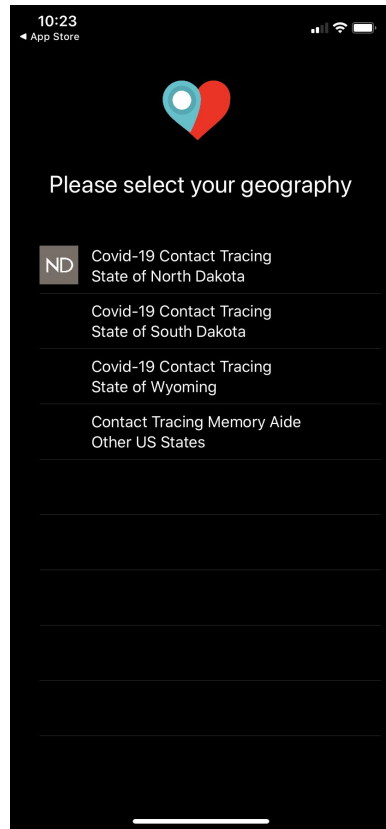 10:23
◀ App Store
Please select your geography
ND
Covid-19 Contact Tracing
State of North Dakota
Covid-19 Contact Tracing
State of South Dakota
Covid-19 Contact Tracing
State of Wyoming
Contact Tracing Memory Aide
Other US States